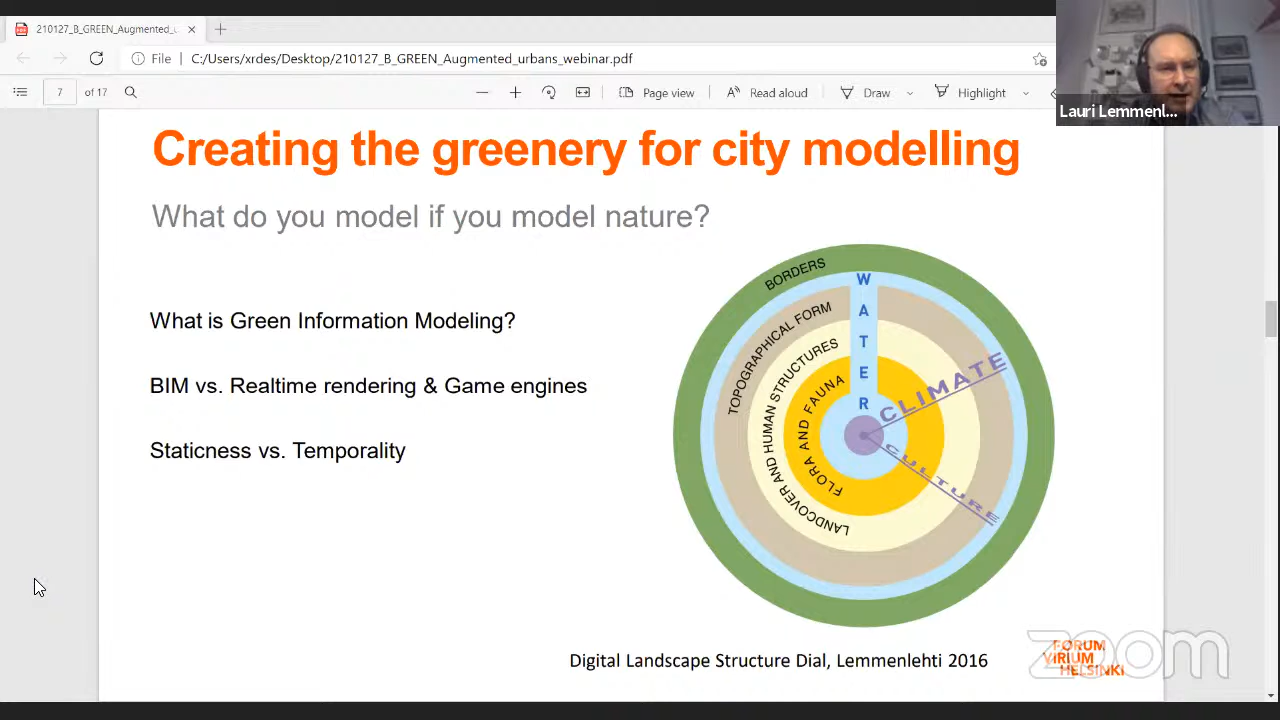 210127_B_GREEN_Augmented_
File
C:/Users/xrdes/Desktop/210127_B_GREEN_Augmented_urbans_webinar.pdf
7 of 17
Page view
Read aloud
Draw
Highlight
Lauri Lemmenl...
Creating the greenery for city modelling
What do you model if you model nature?
What is Green Information Modeling?
BIM vs. Realtime rendering & Game engines
Staticness vs. Temporality
BORDERS
WATER
TOPOGRAPHICAL FORM
LANDCOVER AND HUMAN STRUCTURES
FLORA AND FAUNA
CLIMATE
CULTURE
Digital Landscape Structure Dial, Lemmenlehti 2016
FORUM
VIRIUM
HELSINKI
zoom